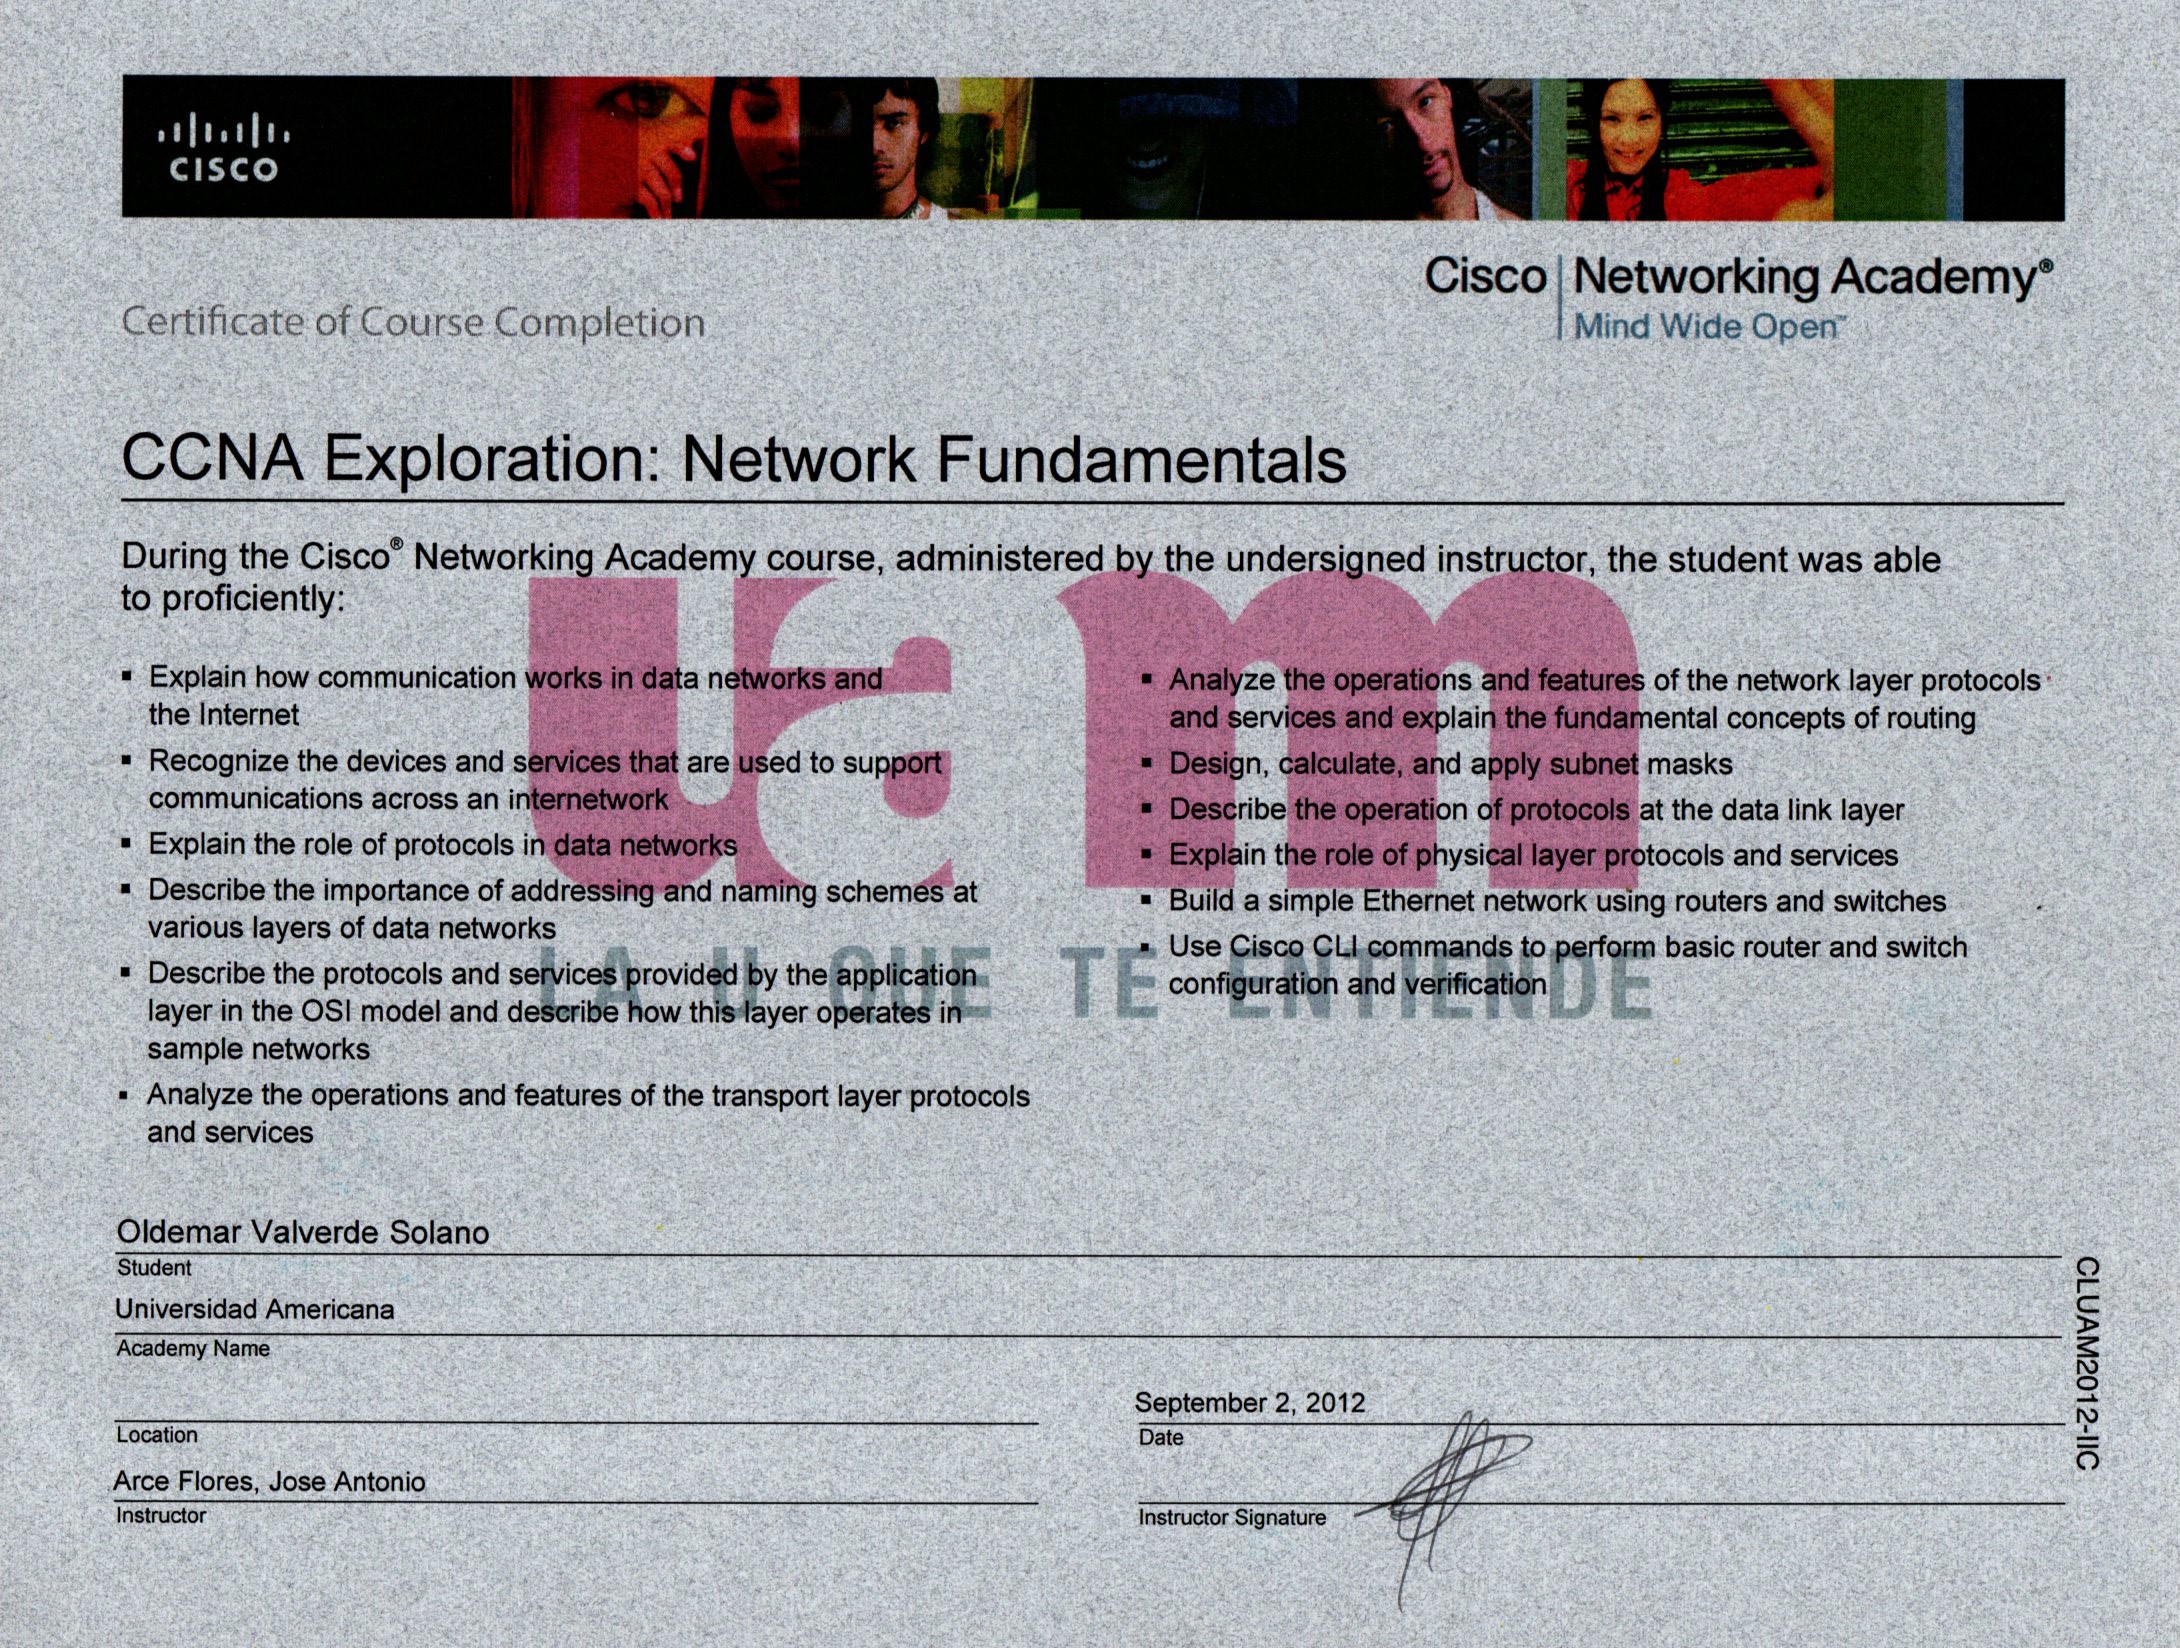 CISCO
Cisco Networking Academy®
Mind Wide Open™
Certificate of Course Completion
CCNA Exploration: Network Fundamentals
During the Cisco® Networking Academy course, administered by the undersigned instructor, the student was able
to proficiently:
▪ Explain how communication works in data networks and
the Internet
▪ Recognize the devices and services that are used to support
communications across an internetwork
▪ Explain the role of protocols in data networks
▪ Describe the importance of addressing and naming schemes at
various layers of data networks
▪ Describe the protocols and services provided by the application
layer in the OSI model and describe how this layer operates in
sample networks
▪ Analyze the operations and features of the transport layer protocols
and services
▪ Analyze the operations and features of the network layer protocols
and services and explain the fundamental concepts of routing
▪ Design, calculate, and apply subnet masks
▪ Describe the operation of protocols at the data link layer
▪ Explain the role of physical layer protocols and services
▪ Build a simple Ethernet network using routers and switches
▪ Use Cisco CLI commands to perform basic router and switch
configuration and verification
uam
LA U QUE TE ENTIENDE
Oldemar Valverde Solano
Student
Universidad Americana
Academy Name
Location
September 2, 2012
Date
Arce Flores, Jose Antonio
Instructor
Instructor Signature
CLUAM2012-IIC